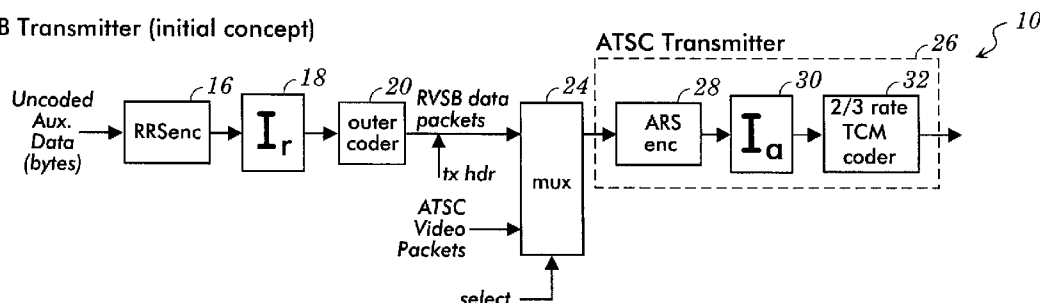 B Transmitter (initial concept)
ATSC Transmitter
10
26
16
18
20
24
28
30
32
Uncoded
Aux.
Data
(bytes)
RRSenc
Ir
outer
coder
RVSB data
packets
tx hdr
mux
ATSC
Video
Packets
select
ARS
enc
Ia
2/3 rate
TCM
coder